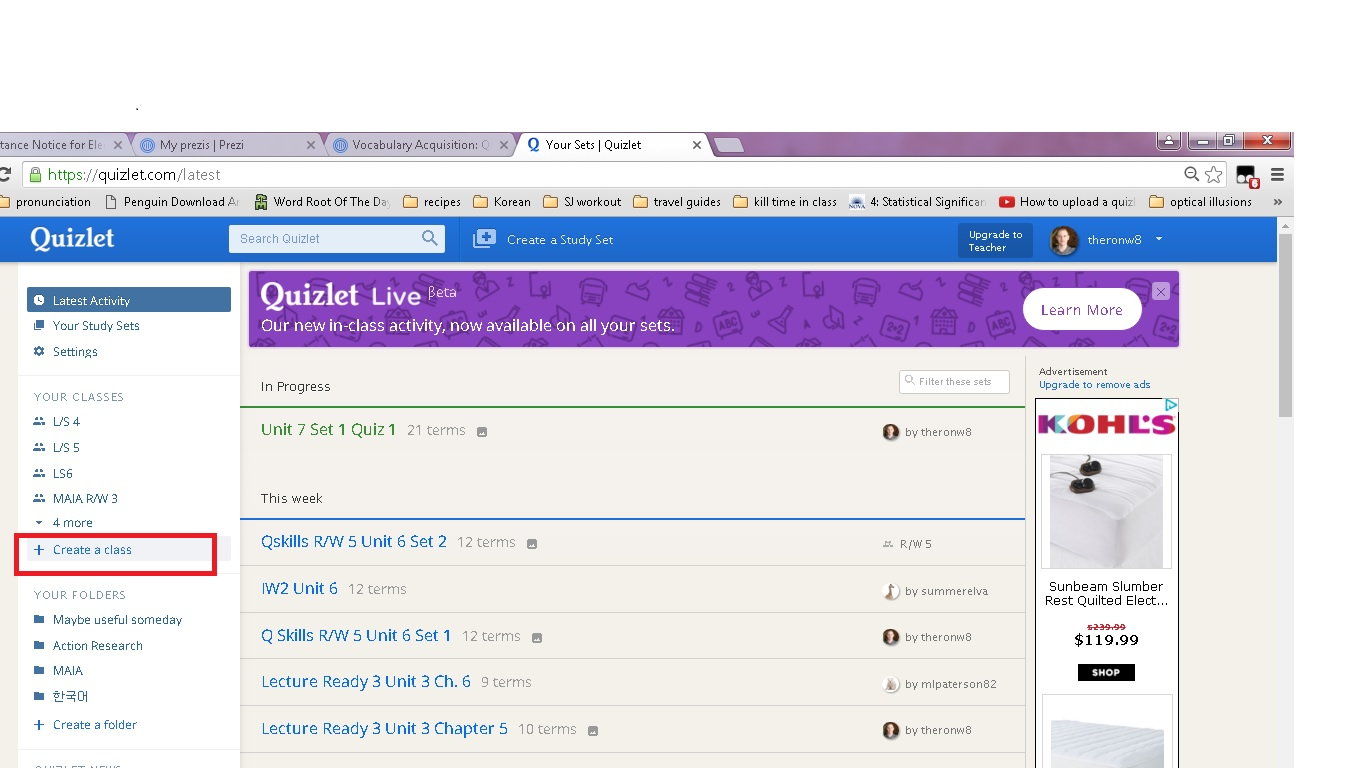 tance Notice for Ele
My prezis | Prezi
Vocabulary Acquisition: Q
Your Sets | Quizlet
https://quizlet.com/latest
pronunciation
Penguin Download Ar
Word Root Of The Da
recipes
Korean
SJ workout
travel guides
kill time in class
4: Statistical Significan
How to upload a quiz
optical illusions
»
Quizlet
Search Quizlet
Create a Study Set
Upgrade to
Teacher
theronw8
Latest Activity
Your Study Sets
Settings
YOUR CLASSES
L/S 4
L/S 5
LS6
MAIA R/W 3
4 more
+ Create a class
YOUR FOLDERS
Maybe useful someday
Action Research
MAIA
한국어
+ Create a folder
QUIZLET NEWS
Quizlet Live Beta
Our new in-class activity, now available on all your sets.
Learn More
In Progress
Filter these sets
Unit 7 Set 1 Quiz 1 21 terms by theronw8
This week
Qskills R/W 5 Unit 6 Set 2 12 terms R/W 5
IW2 Unit 6 12 terms by summerelva
Q Skills R/W 5 Unit 6 Set 1 12 terms by theronw8
Lecture Ready 3 Unit 3 Ch. 6 9 terms by mlpaterson82
Lecture Ready 3 Unit 3 Chapter 5 10 terms by theronw8
Advertisement
Upgrade to remove ads
KOHL'S
Sunbeam Slumber
Rest Quilted Elect...
$239.99
$119.99
SHOP